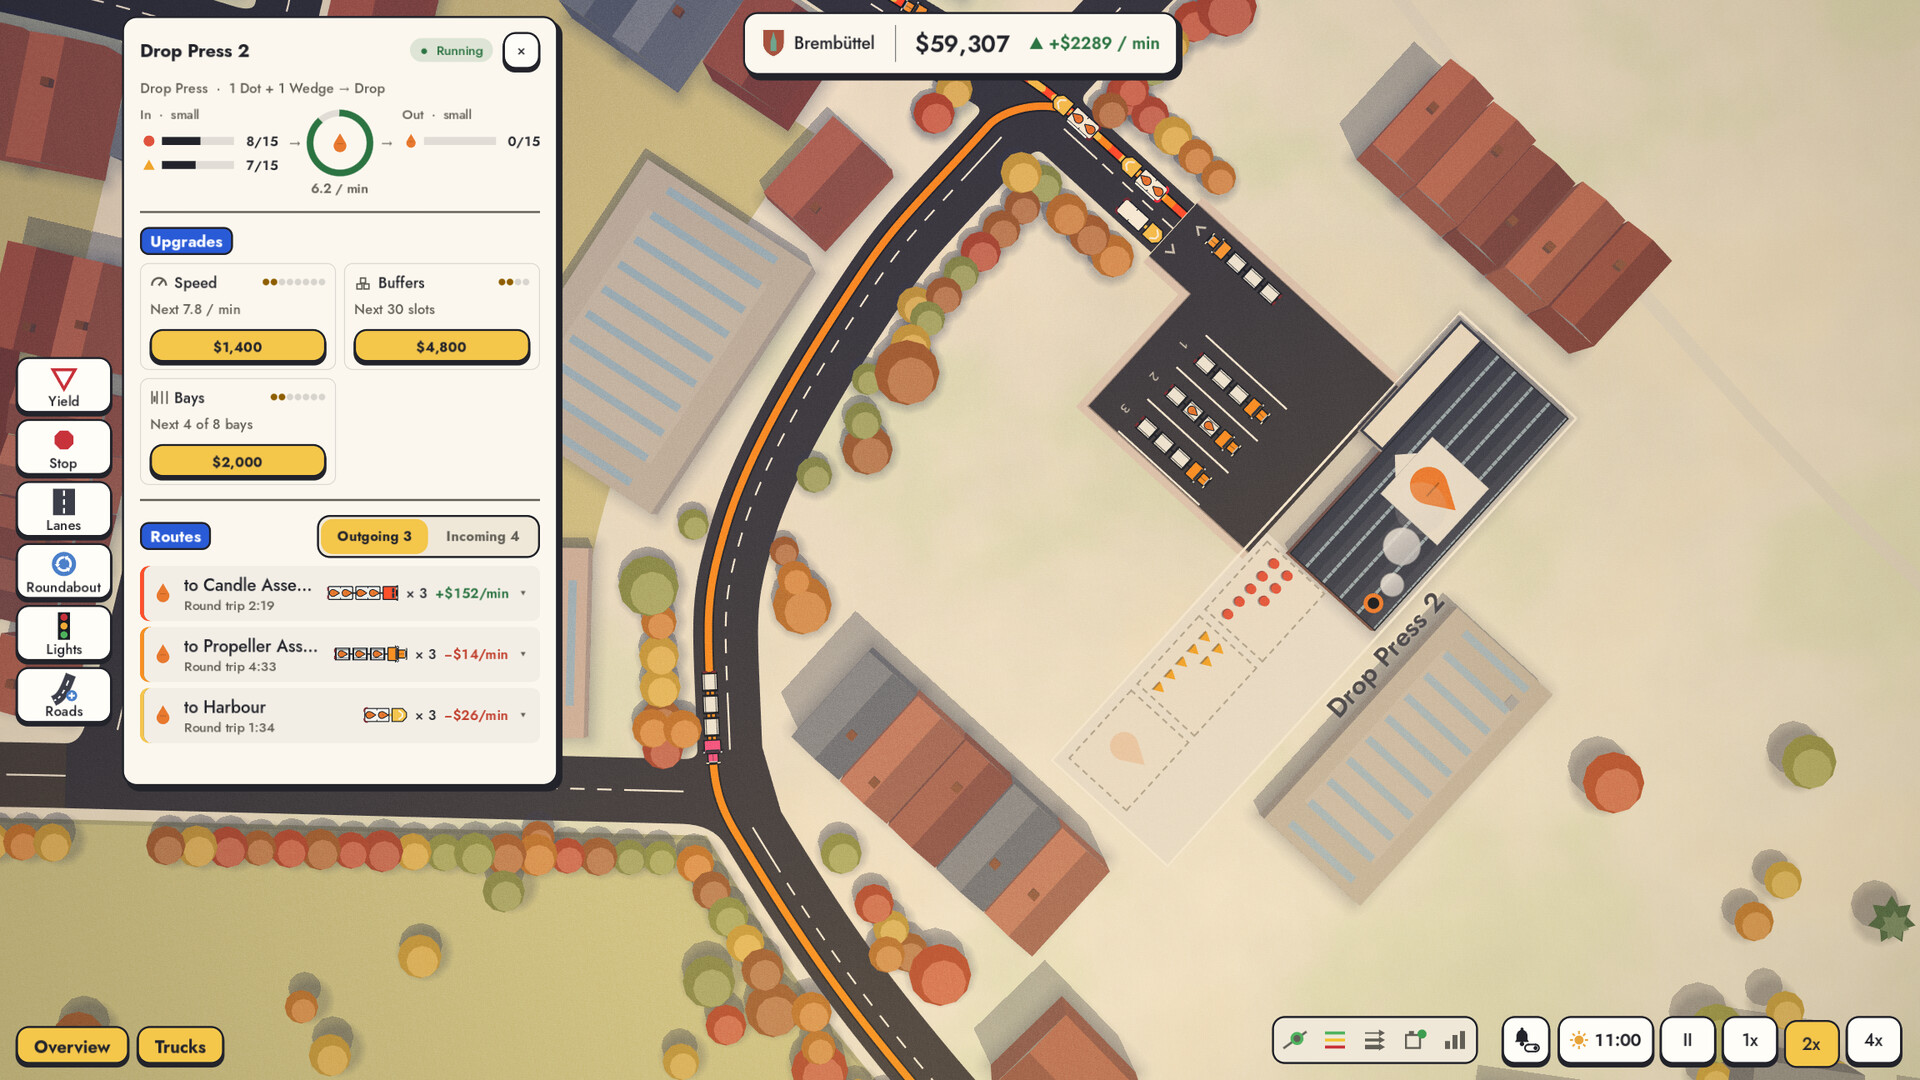 Drop Press 2
Running
×
Drop Press · 1 Dot + 1 Wedge → Drop
In · small
Out · small
8/15
→
→
0/15
7/15
6.2 / min
Upgrades
Speed
Next 7.8 / min
$1,400
Buffers
Next 30 slots
$4,800
Bays
Next 4 of 8 bays
$2,000
Routes
Outgoing 3
Incoming 4
to Candle Asse...
Round trip 2:19
× 3 +$152/min
to Propeller Ass...
Round trip 4:33
× 3 −$14/min
to Harbour
Round trip 1:34
× 3 −$26/min
Yield
Stop
Lanes
Roundabout
Lights
Roads
Overview
Trucks
Brembüttel
$59,307
▲ +$2289 / min
1
2
3
Drop Press 2
11:00
1x
2x
4x